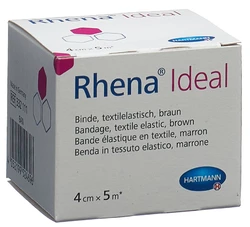 Rhena® Ideal
Binde, textilelastisch, braun
Bandage, textile elastic, brown
Bande élastique en textile, marron
Benda in tessuto elastico, marrone
HARTMANN
4 cm x 5 m*